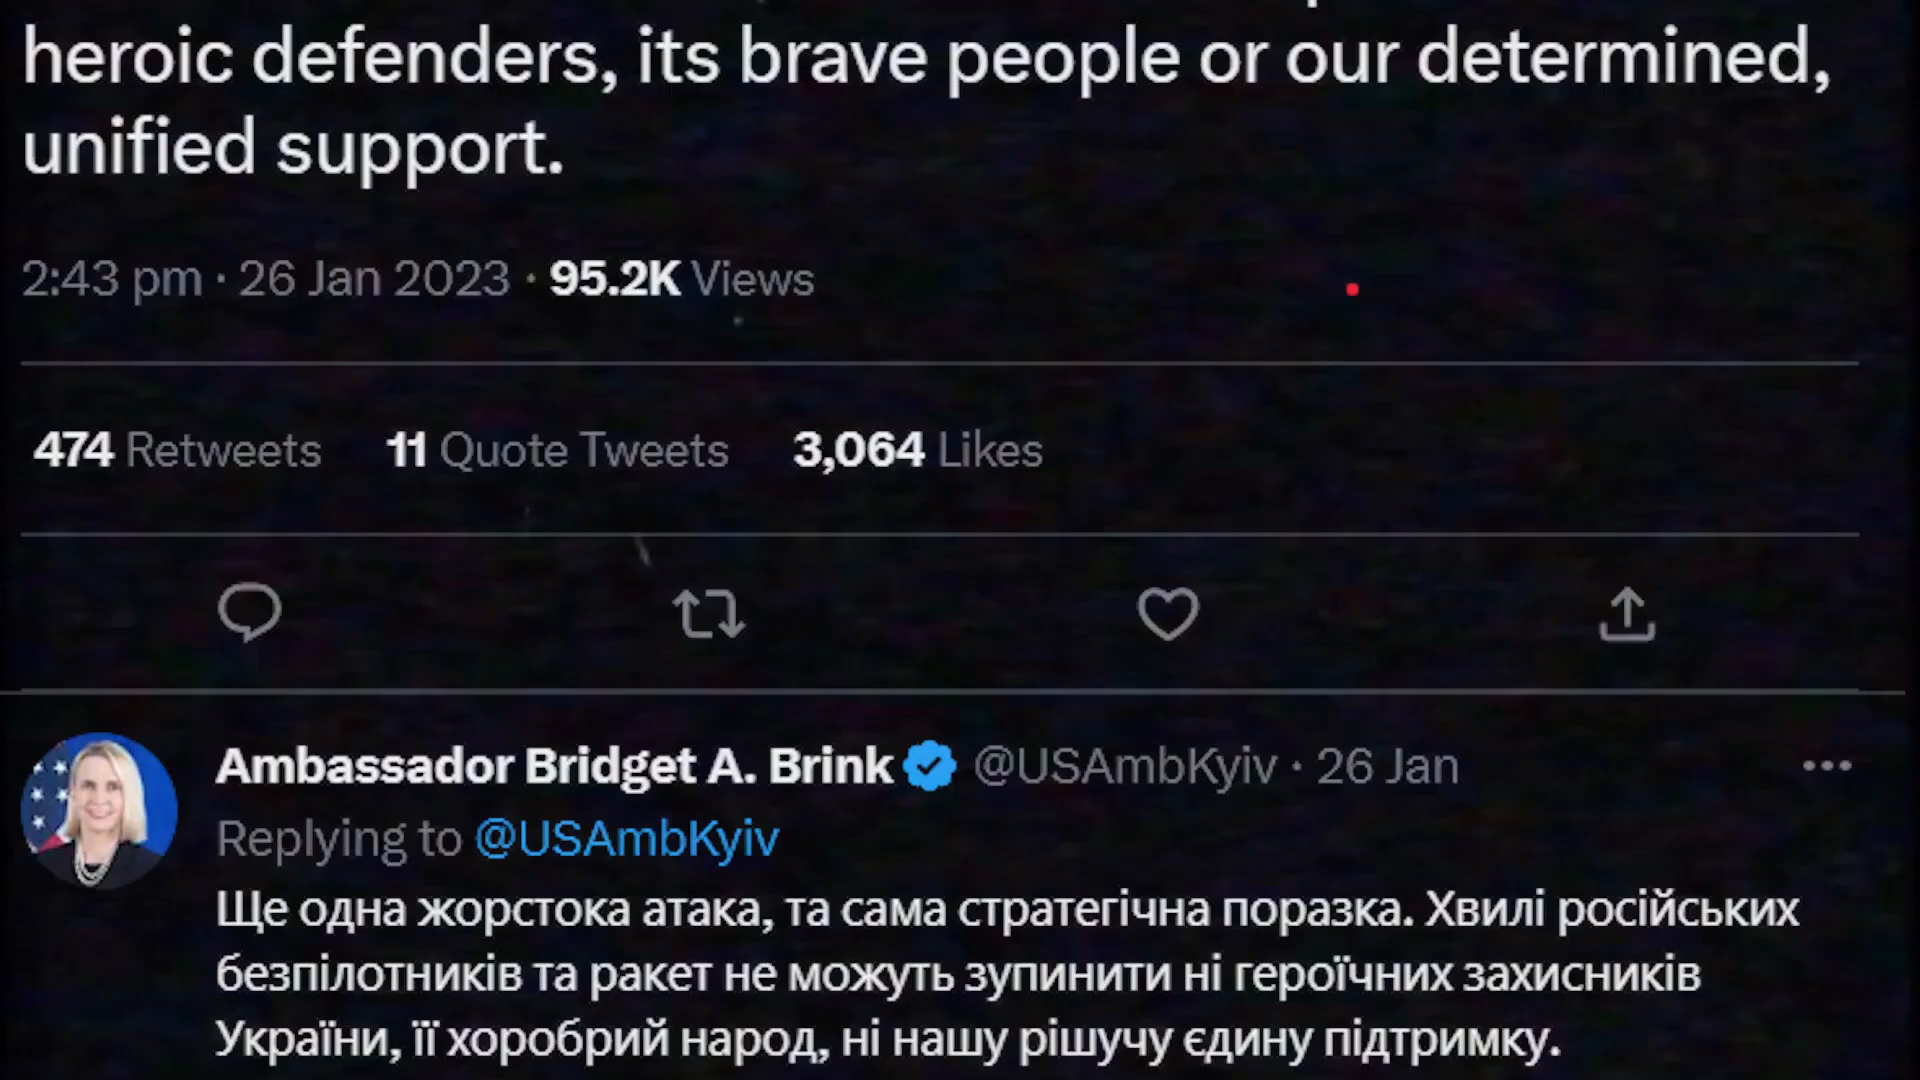 heroic defenders, its brave people or our determined,
unified support.
2:43 pm · 26 Jan 2023 · 95.2K Views
474 Retweets 11 Quote Tweets 3,064 Likes
Ambassador Bridget A. Brink @USAmbKyiv · 26 Jan
Replying to @USAmbKyiv
Ще одна жорстока атака, та сама стратегічна поразка. Хвилі російських
безпілотників та ракет не можуть зупинити ні героїчних захисників
України, її хоробрий народ, ні нашу рішучу єдину підтримку.